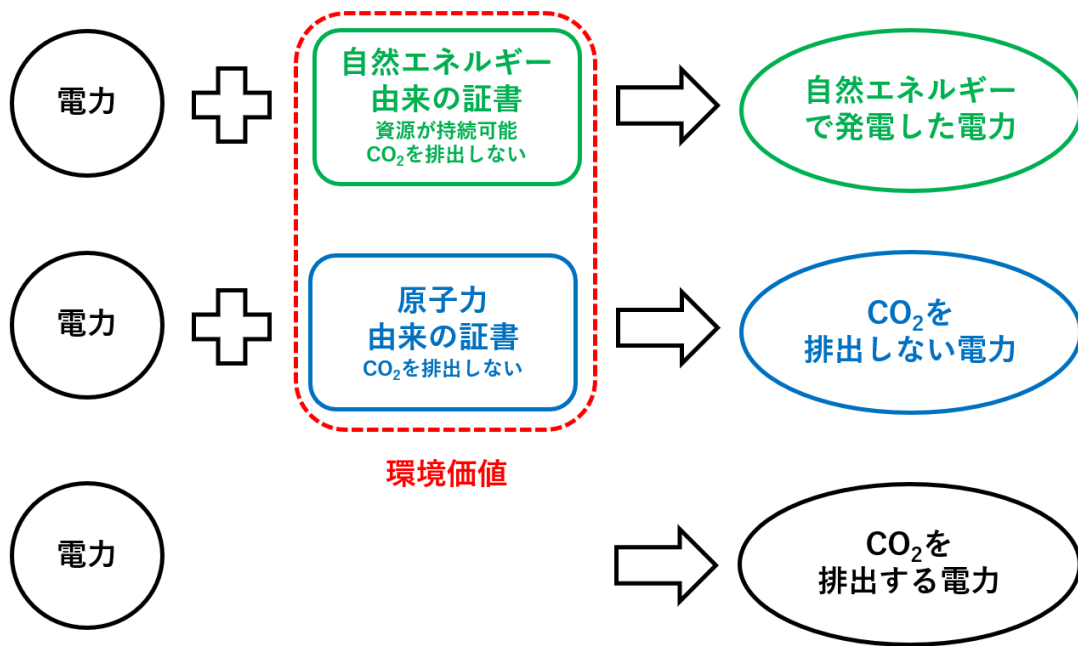 電力
自然エネルギー
由来の証書
資源が持続可能
CO₂を排出しない
自然エネルギー
で発電した電力
電力
原子力
由来の証書
CO₂を排出しない
CO₂を
排出しない電力
環境価値
電力
CO₂を
排出する電力